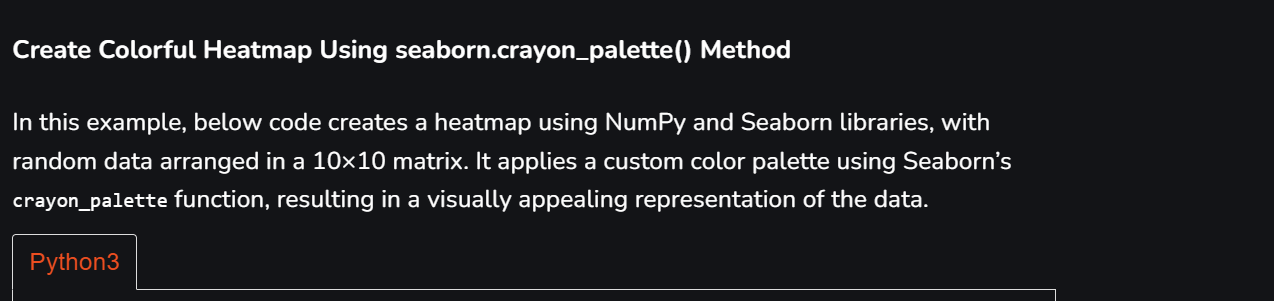 Create Colorful Heatmap Using seaborn.crayon_palette() Method
In this example, below code creates a heatmap using NumPy and Seaborn libraries, with
random data arranged in a 10×10 matrix. It applies a custom color palette using Seaborn’s
crayon_palette function, resulting in a visually appealing representation of the data.
Python3